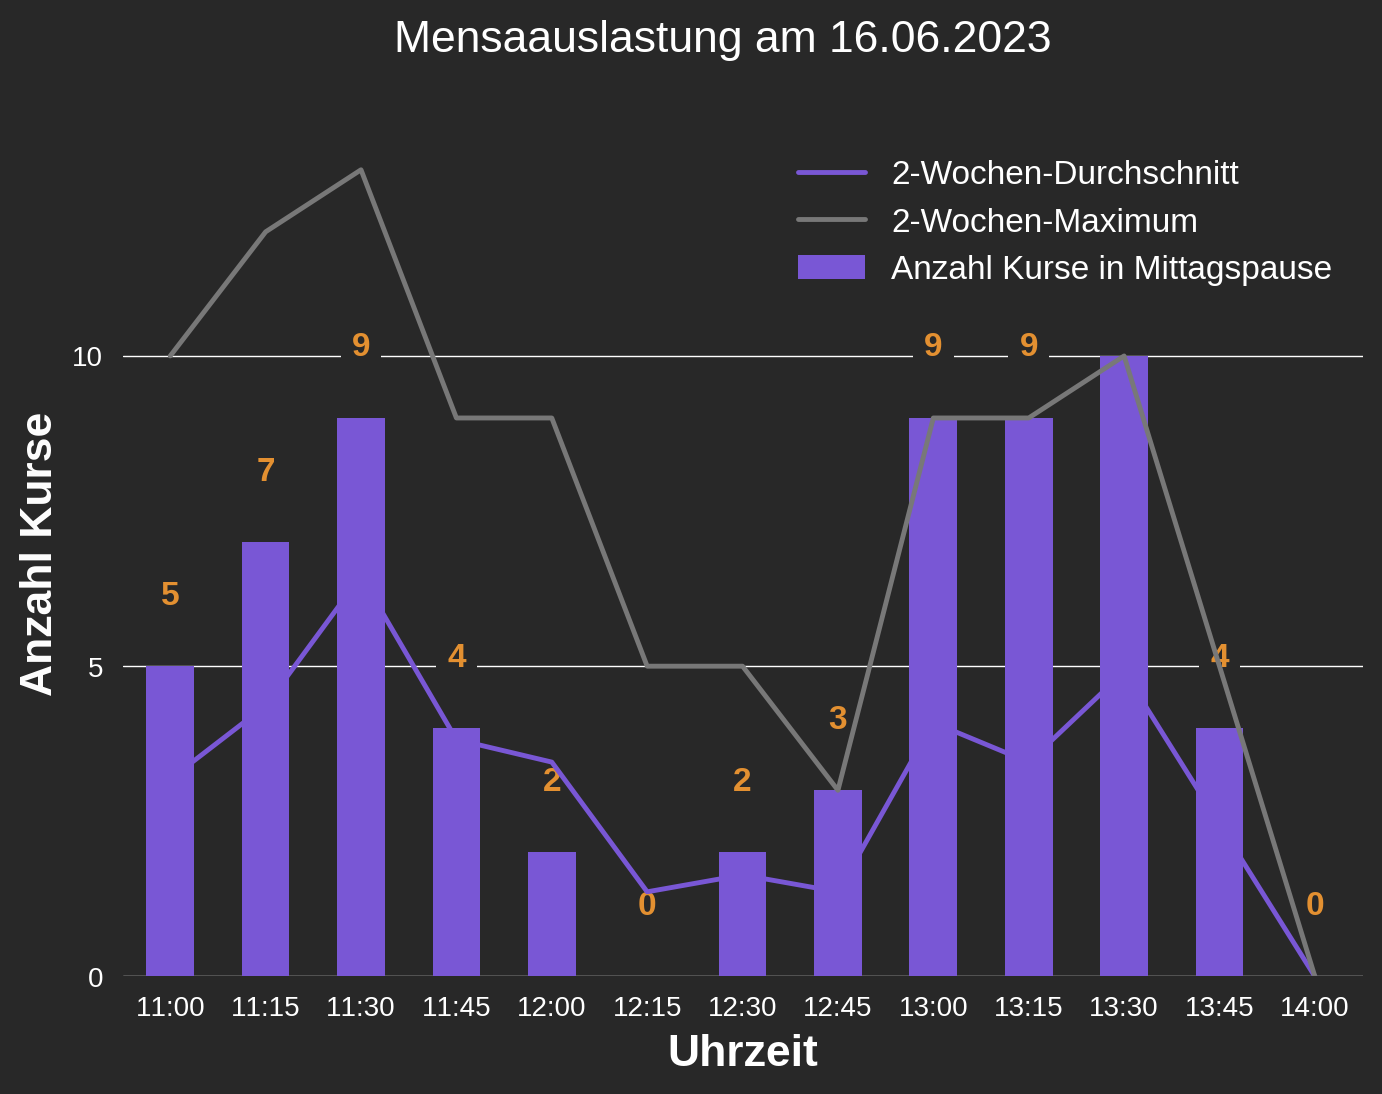 Mensaauslastung am 16.06.2023
2-Wochen-Durchschnitt
2-Wochen-Maximum
Anzahl Kurse in Mittagspause
Anzahl Kurse
10
5
0
5
7
9
4
2
0
2
3
9
9
4
0
11:00 11:15 11:30 11:45 12:00 12:15 12:30 12:45 13:00 13:15 13:30 13:45 14:00
Uhrzeit